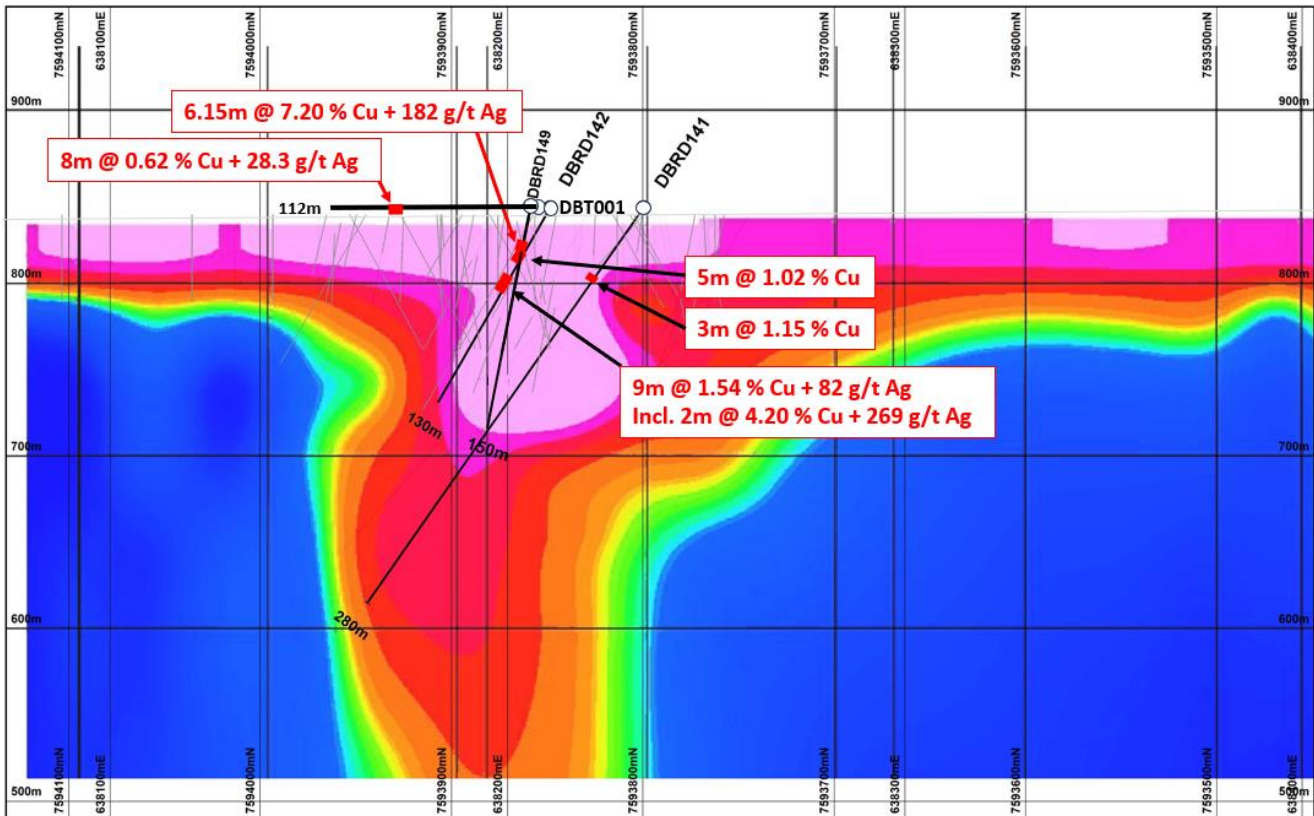 7594100mN
638100mE
7594000mN
7593900mN
638200mE
7593800mN
7593700mN
638300mE
7593600mN
7593500mN
638400mE
900m
900m
6.15m @ 7.20 % Cu + 182 g/t Ag
8m @ 0.62 % Cu + 28.3 g/t Ag
DBRD149
DBRD142
DBRD141
112m
DBT001
800m
800m
5m @ 1.02 % Cu
3m @ 1.15 % Cu
9m @ 1.54 % Cu + 82 g/t Ag
Incl. 2m @ 4.20 % Cu + 269 g/t Ag
130m
150m
700m
700m
280m
600m
600m
500m
500m
7594100mN
638100mE
7594000mN
7593900mN
638200mE
7593800mN
7593700mN
638300mE
7593600mN
7593500mN